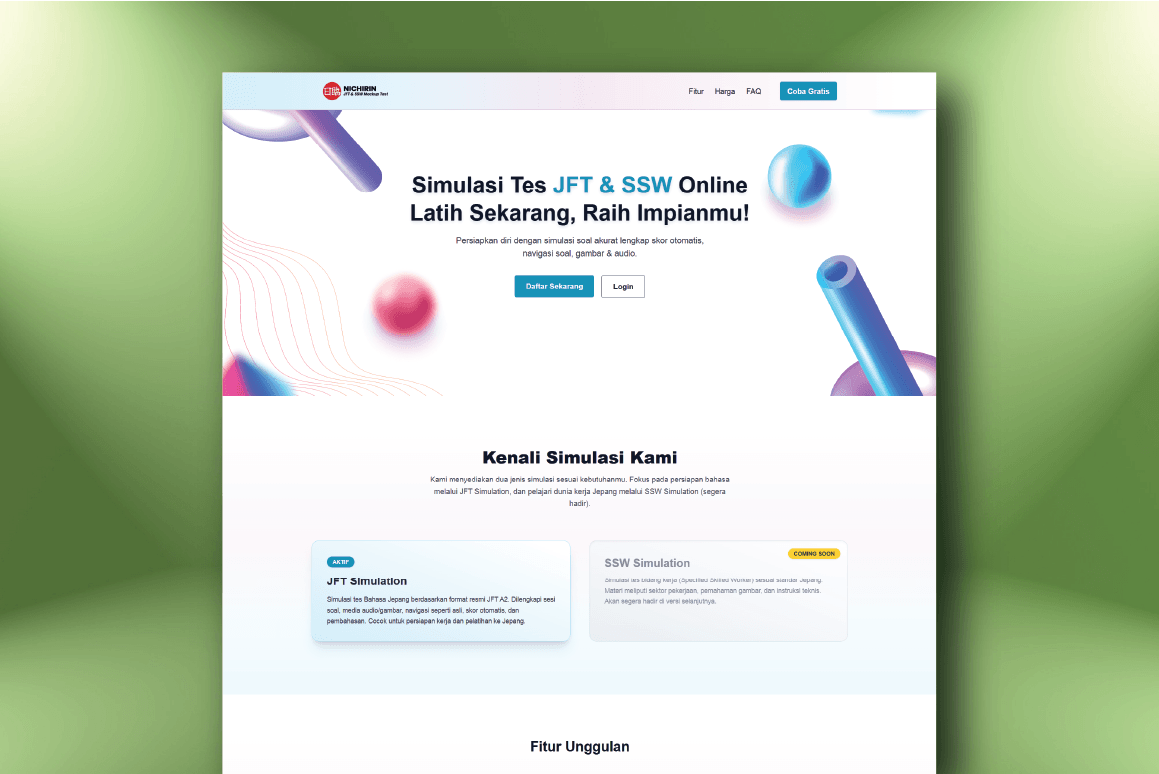 NICHIRIN
JFT & SSW Mockup Test
Fitur Harga FAQ Coba Gratis
Simulasi Tes JFT & SSW Online
Latih Sekarang, Raih Impianmu!
Persiapkan diri dengan simulasi soal akurat lengkap skor otomatis,
navigasi soal, gambar & audio.
Daftar Sekarang Login
Kenali Simulasi Kami
Kami menyediakan dua jenis simulasi sesuai kebutuhanmu. Fokus pada persiapan bahasa
melalui JFT Simulation, dan pelajari dunia kerja Jepang melalui SSW Simulation (segera
hadir).
AKTIF
JFT Simulation
Simulasi tes Bahasa Jepang berdasarkan format resmi JFT A2. Dilengkapi sesi
soal, media audio/gambar, navigasi seperti asli, skor otomatis, dan
pembahasan. Cocok untuk persiapan kerja dan pelatihan ke Jepang.
COMING SOON
SSW Simulation
Simulasi tes bidang kerja (Specified Skilled Worker) sesuai standar Jepang.
Materi meliputi sektor pekerjaan, pemahaman gambar, dan instruksi teknis.
Akan segera hadir di versi selanjutnya.
Fitur Unggulan